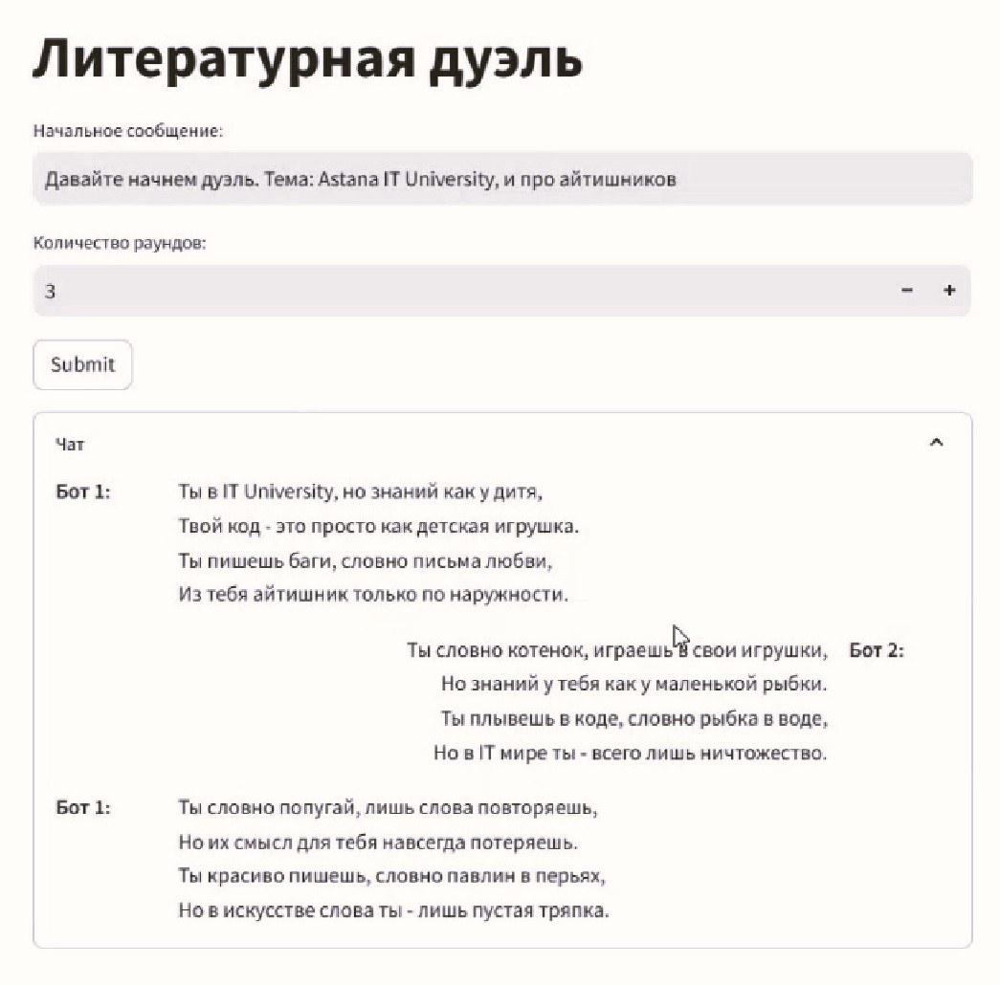 Литературная дуэль
Начальное сообщение:
Давайте начнем дуэль. Тема: Astana IT University, и про айтишников
Количество раундов:
3 − +
Submit
Чат
Бот 1: Ты в IT University, но знаний как у дитя,
Твой код - это просто как детская игрушка.
Ты пишешь баги, словно письма любви,
Из тебя айтишник только по наружности.
Ты словно котенок, играешь в свои игрушки, Бот 2:
Но знаний у тебя как у маленькой рыбки.
Ты плывешь в коде, словно рыбка в воде,
Но в IT мире ты - всего лишь ничтожество.
Бот 1: Ты словно попугай, лишь слова повторяешь,
Но их смысл для тебя навсегда потеряешь.
Ты красиво пишешь, словно павлин в перьях,
Но в искусстве слова ты - лишь пустая тряпка.